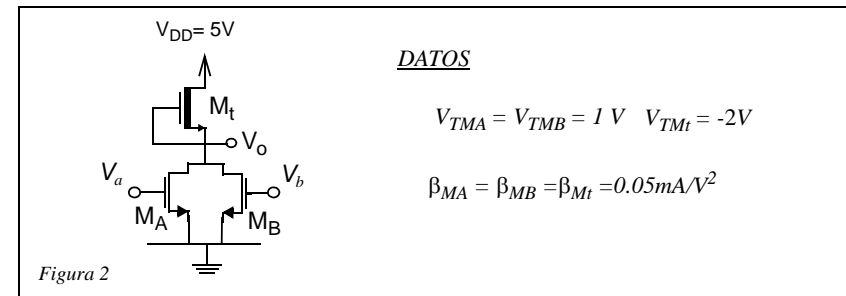 V_DD= 5V
M_t
V_o
V_a
V_b
M_A
M_B
Figura 2
DATOS
V_TMA = V_TMB = 1 V V_TMt = -2V
β_MA = β_MB =β_Mt =0.05mA/V²